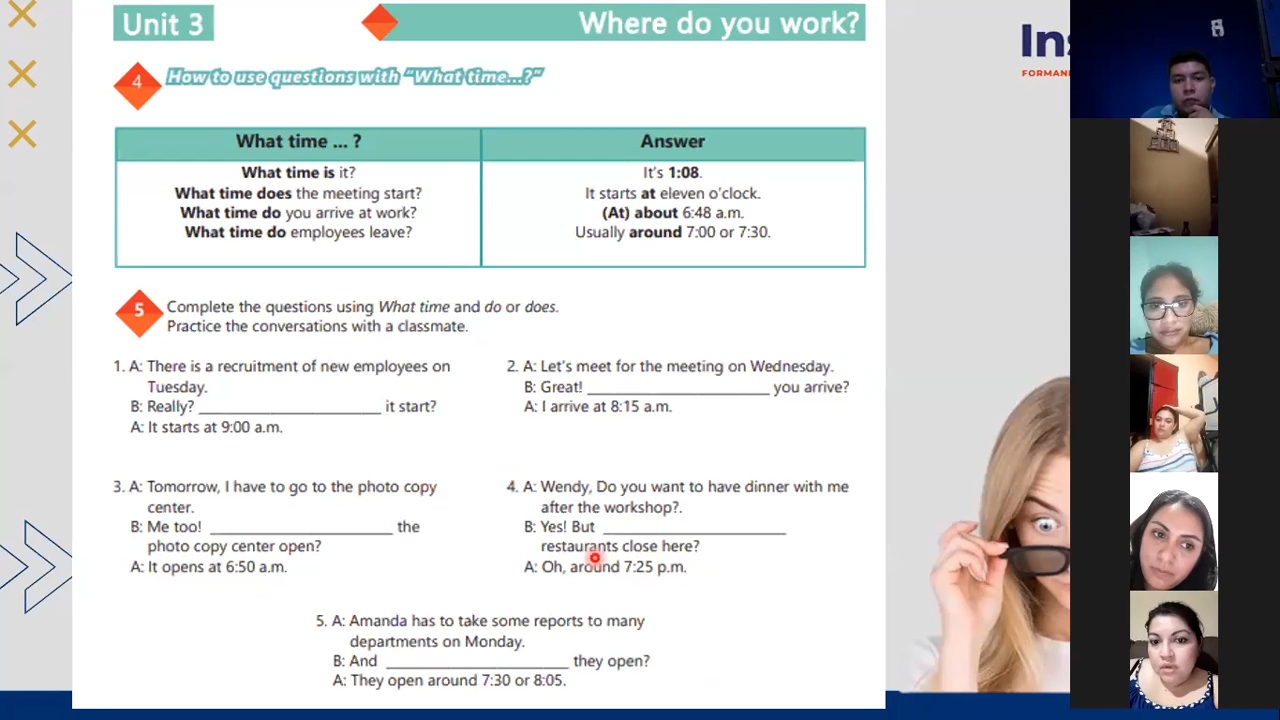 Unit 3
Where do you work?
4
How to use questions with “What time...?”
What time ... ?
Answer
What time is it?
It's 1:08.
What time does the meeting start?
It starts at eleven o'clock.
What time do you arrive at work?
(At) about 6:48 a.m.
What time do employees leave?
Usually around 7:00 or 7:30.
5
Complete the questions using What time and do or does.
Practice the conversations with a classmate.
1. A: There is a recruitment of new employees on
Tuesday.
B: Really? ______________________ it start?
A: It starts at 9:00 a.m.
2. A: Let's meet for the meeting on Wednesday.
B: Great! ______________________ you arrive?
A: I arrive at 8:15 a.m.
3. A: Tomorrow, I have to go to the photo copy
center.
B: Me too! ______________________ the
photo copy center open?
A: It opens at 6:50 a.m.
4. A: Wendy, Do you want to have dinner with me
after the workshop?.
B: Yes! But ______________________
restaurants close here?
A: Oh, around 7:25 p.m.
5. A: Amanda has to take some reports to many
departments on Monday.
B: And ______________________ they open?
A: They open around 7:30 or 8:05.